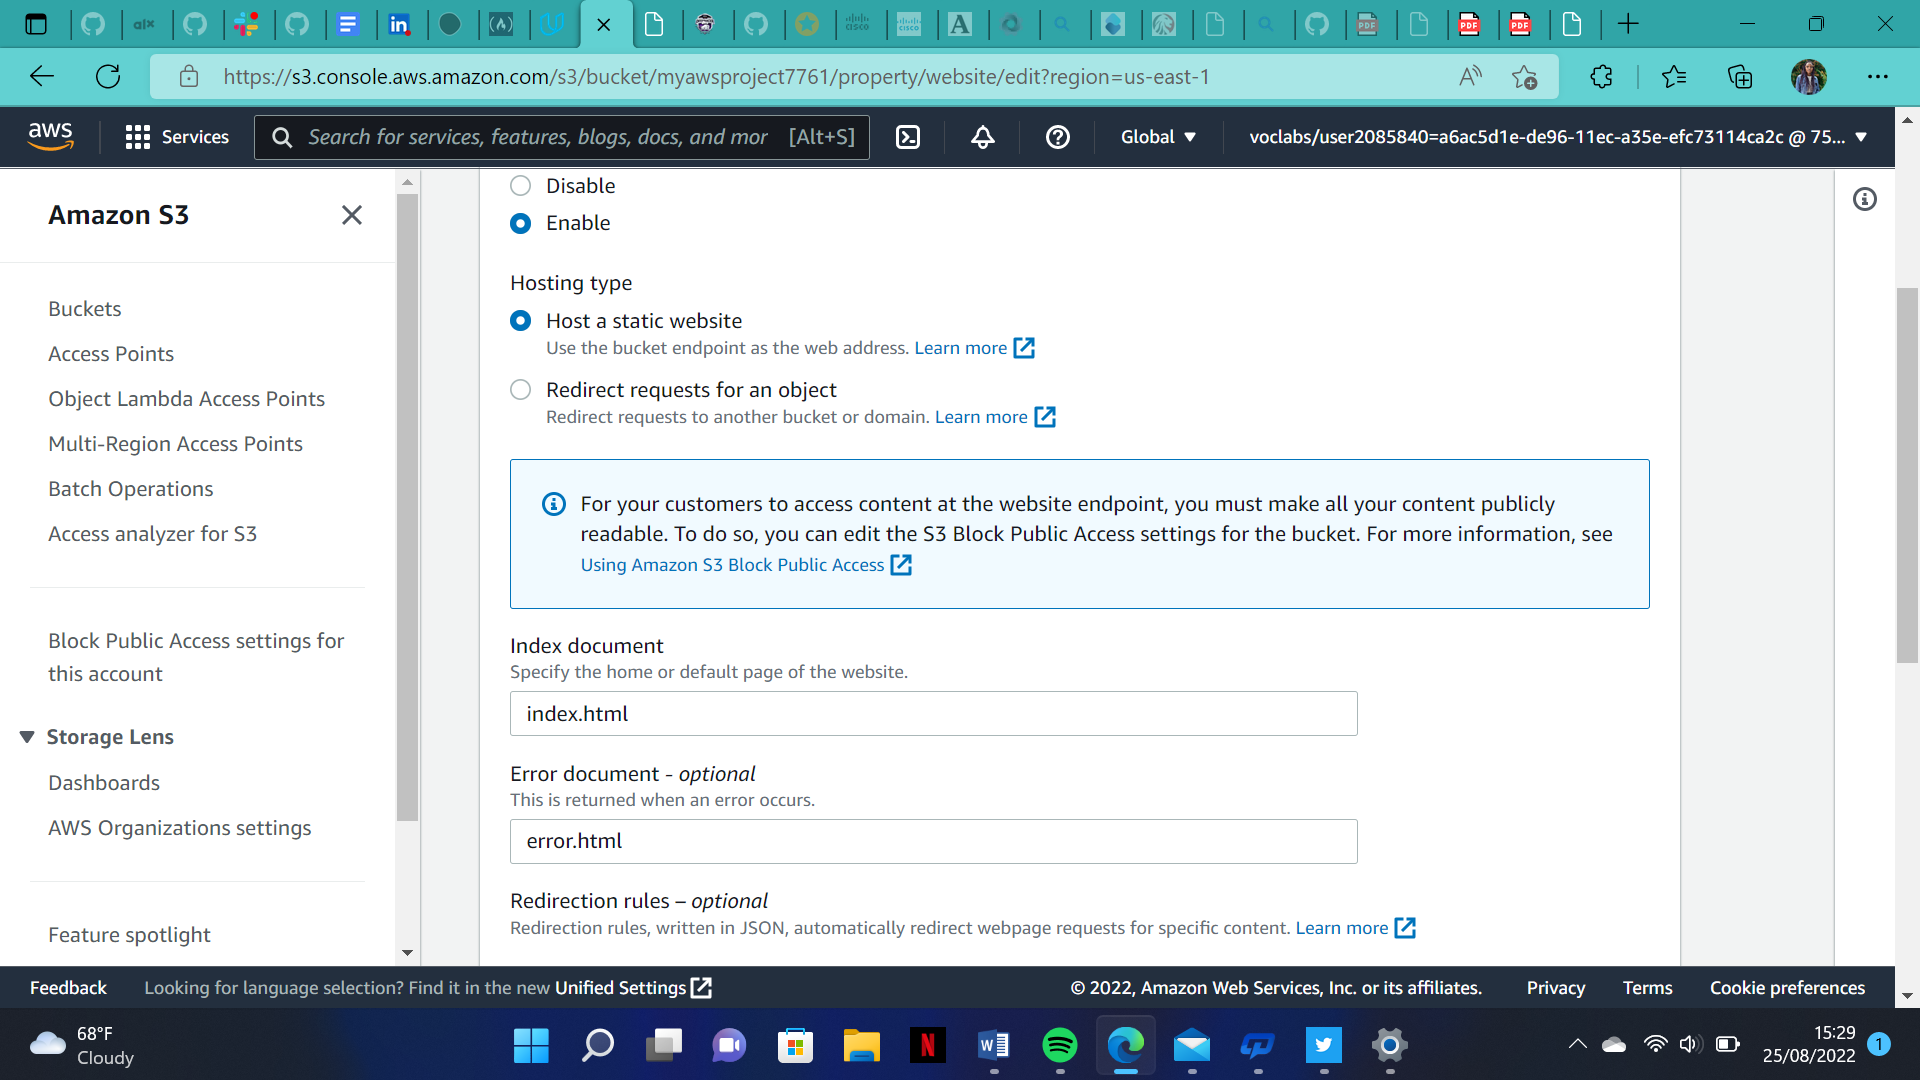 https://s3.console.aws.amazon.com/s3/bucket/myawsproject7761/property/website/edit?region=us-east-1
aws
Services
Search for services, features, blogs, docs, and mor [Alt+S]
Global
voclabs/user2085840=a6ac5d1e-de96-11ec-a35e-efc73114ca2c @ 75...
Amazon S3
Buckets
Access Points
Object Lambda Access Points
Multi-Region Access Points
Batch Operations
Access analyzer for S3
Block Public Access settings for
this account
Storage Lens
Dashboards
AWS Organizations settings
Feature spotlight
Disable
Enable
Hosting type
Host a static website
Use the bucket endpoint as the web address. Learn more
Redirect requests for an object
Redirect requests to another bucket or domain. Learn more
For your customers to access content at the website endpoint, you must make all your content publicly
readable. To do so, you can edit the S3 Block Public Access settings for the bucket. For more information, see
Using Amazon S3 Block Public Access
Index document
Specify the home or default page of the website.
index.html
Error document - optional
This is returned when an error occurs.
error.html
Redirection rules – optional
Redirection rules, written in JSON, automatically redirect webpage requests for specific content. Learn more
Feedback
Looking for language selection? Find it in the new Unified Settings
© 2022, Amazon Web Services, Inc. or its affiliates.
Privacy
Terms
Cookie preferences
68°F
Cloudy
15:29
25/08/2022
1